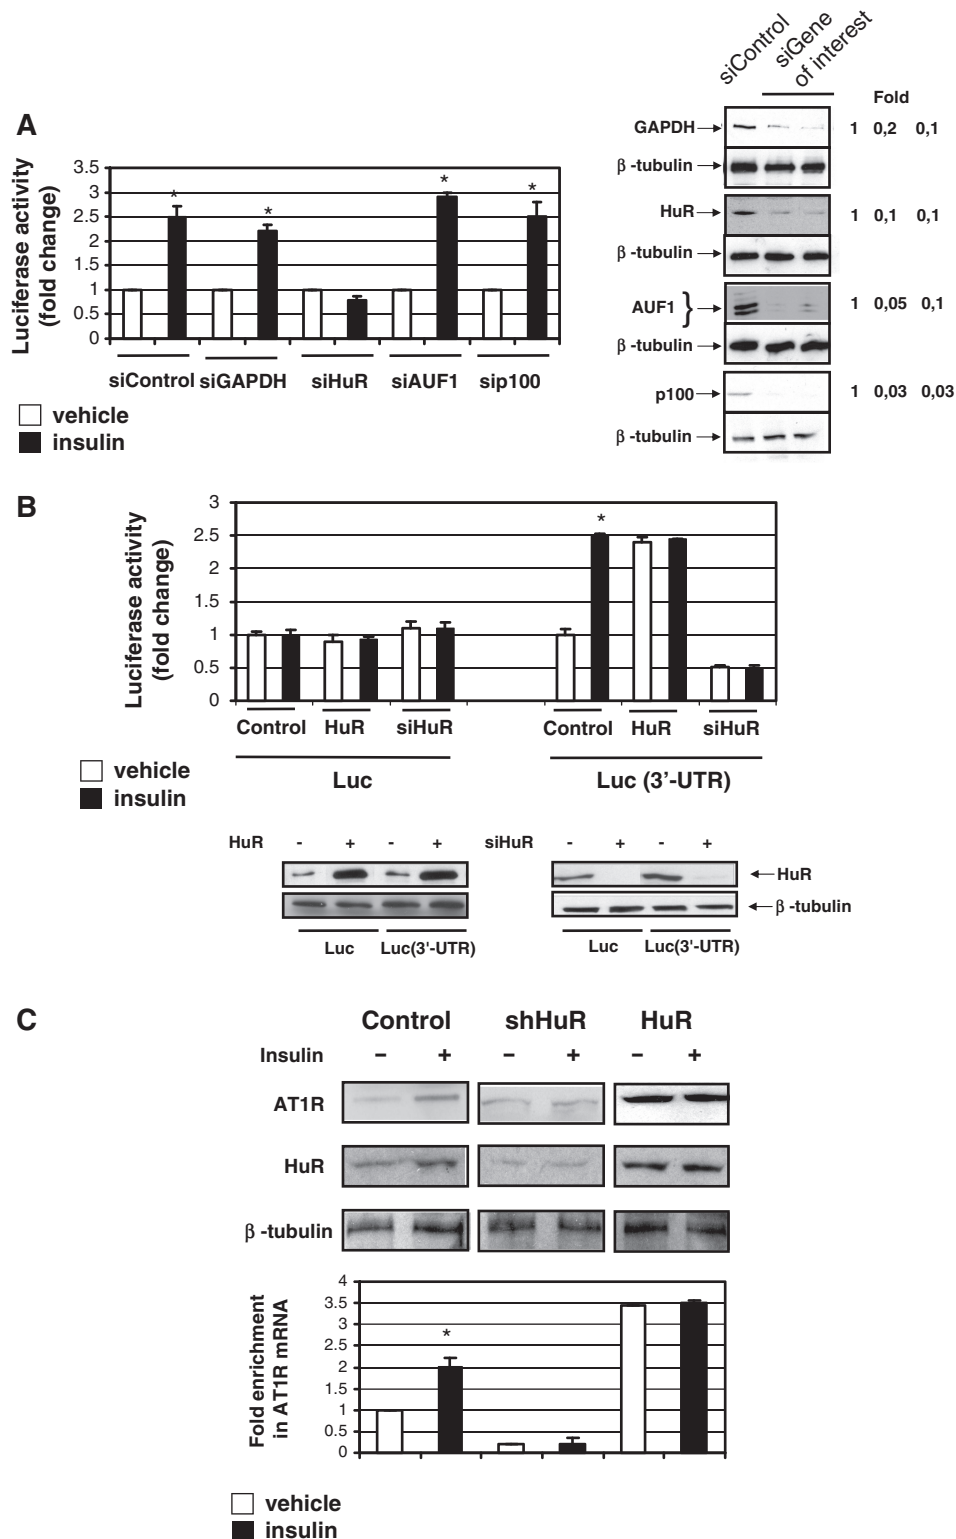 A
Luciferase activity
(fold change)
3.5
3
2.5
2
1.5
1
0.5
0
* * * *
siControl siGAPDH siHuR siAUF1 sip100
vehicle
insulin
siControl
siGene
of interest
Fold
GAPDH 1 0,2 0,1
β -tubulin
HuR 1 0,1 0,1
β -tubulin
AUF1 } 1 0,05 0,1
β -tubulin
p100 1 0,03 0,03
β -tubulin
B
Luciferase activity
(fold change)
3
2.5
2
1.5
1
0.5
0
*
Control HuR siHuR Control HuR siHuR
Luc Luc (3’-UTR)
vehicle
insulin
HuR - + - +
Luc Luc(3'-UTR)
siHuR - + - +
HuR
β -tubulin
Luc Luc(3'-UTR)
C
Control shHuR HuR
Insulin − + − + − +
AT1R
HuR
β -tubulin
Fold enrichment
in AT1R mRNA
4
3.5
3
2.5
2
1.5
1
0.5
0
*
vehicle
insulin